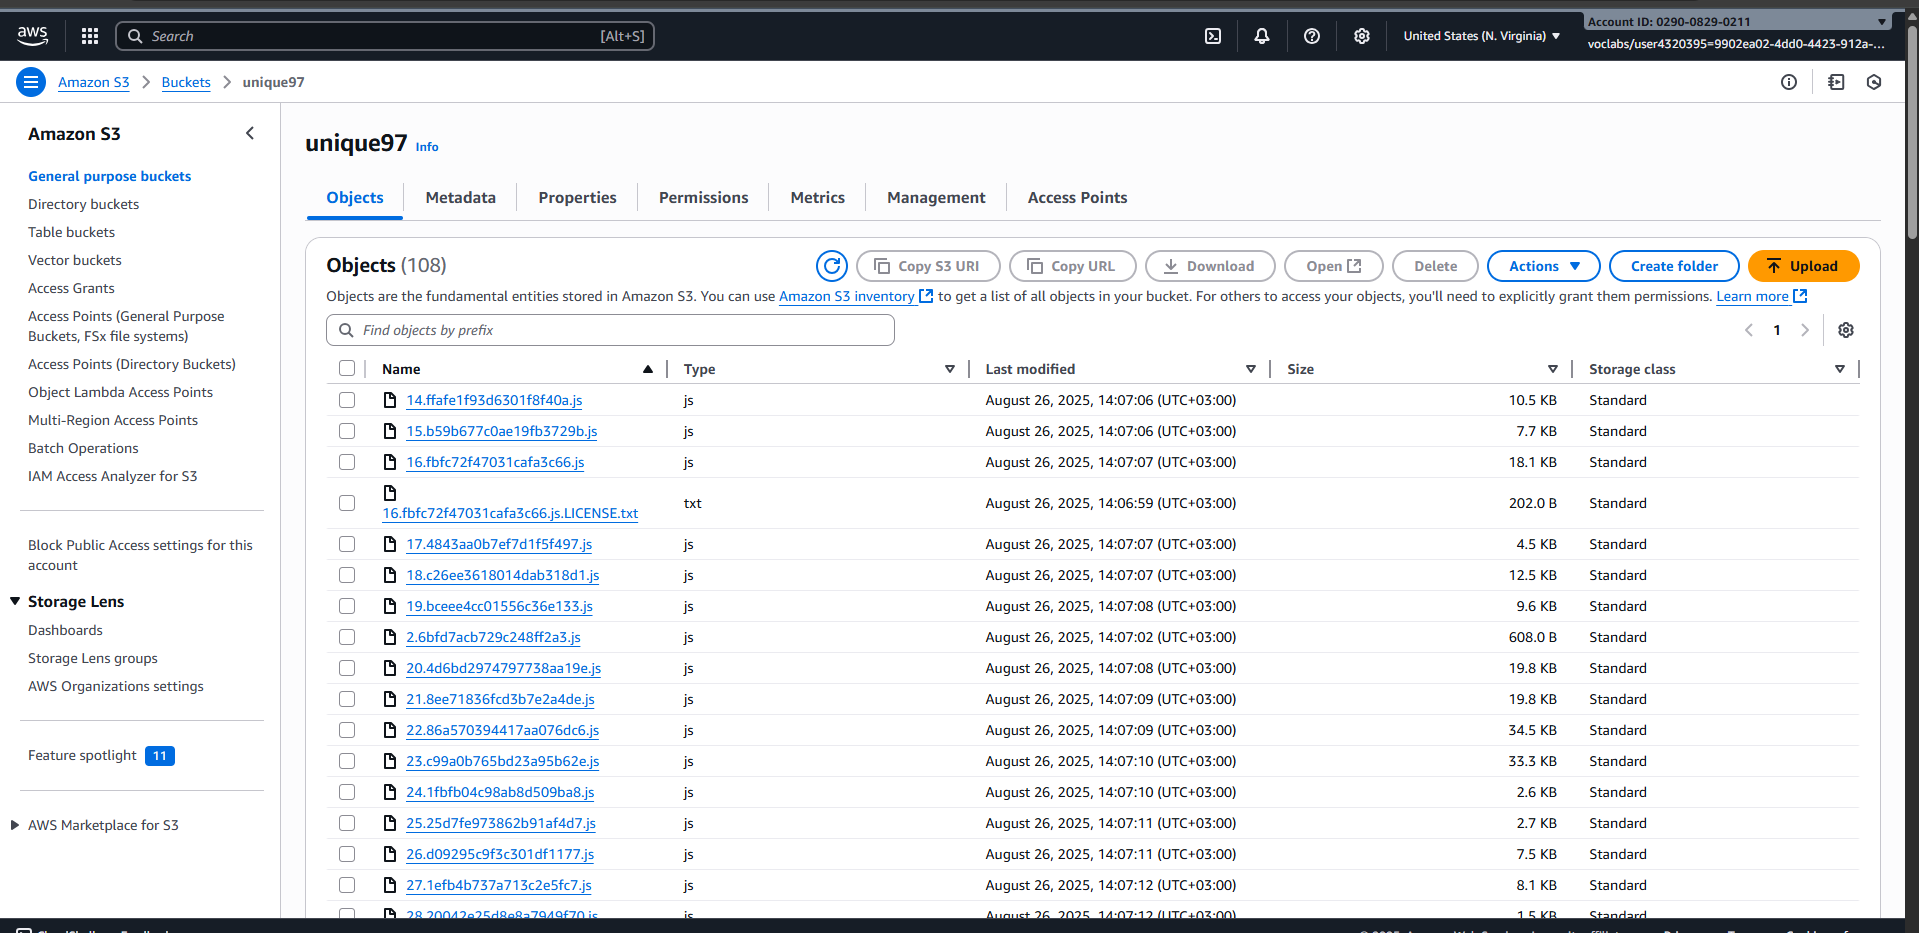 aws
Search [Alt+S]
United States (N. Virginia)
Account ID: 0290-0829-0211
voclabs/user4320395=9902ea02-4dd0-4423-912a-...
Amazon S3 Buckets unique97
Amazon S3
General purpose buckets
Directory buckets
Table buckets
Vector buckets
Access Grants
Access Points (General Purpose
Buckets, FSx file systems)
Access Points (Directory Buckets)
Object Lambda Access Points
Multi-Region Access Points
Batch Operations
IAM Access Analyzer for S3
Block Public Access settings for this
account
Storage Lens
Dashboards
Storage Lens groups
AWS Organizations settings
Feature spotlight 11
AWS Marketplace for S3
unique97 Info
Objects Metadata Properties Permissions Metrics Management Access Points
Objects (108) Copy S3 URI Copy URL Download Open Delete Actions Create folder Upload
Objects are the fundamental entities stored in Amazon S3. You can use Amazon S3 inventory to get a list of all objects in your bucket. For others to access your objects, you'll need to explicitly grant them permissions. Learn more
Find objects by prefix 1
Name Type Last modified Size Storage class
14.ffafe1f93d6301f8f40a.js js August 26, 2025, 14:07:06 (UTC+03:00) 10.5 KB Standard
15.b59b677c0ae19fb3729b.js js August 26, 2025, 14:07:06 (UTC+03:00) 7.7 KB Standard
16.fbfc72f47031cafa3c66.js js August 26, 2025, 14:07:07 (UTC+03:00) 18.1 KB Standard
16.fbfc72f47031cafa3c66.js.LICENSE.txt txt August 26, 2025, 14:06:59 (UTC+03:00) 202.0 B Standard
17.4843aa0b7ef7d1f5f497.js js August 26, 2025, 14:07:07 (UTC+03:00) 4.5 KB Standard
18.c26ee3618014dab318d1.js js August 26, 2025, 14:07:07 (UTC+03:00) 12.5 KB Standard
19.bceee4cc01556c36e133.js js August 26, 2025, 14:07:08 (UTC+03:00) 9.6 KB Standard
2.6bfd7acb729c248ff2a3.js js August 26, 2025, 14:07:02 (UTC+03:00) 608.0 B Standard
20.4d6bd2974797738aa19e.js js August 26, 2025, 14:07:08 (UTC+03:00) 19.8 KB Standard
21.8ee71836fcd3b7e2a4de.js js August 26, 2025, 14:07:09 (UTC+03:00) 19.8 KB Standard
22.86a570394417aa076dc6.js js August 26, 2025, 14:07:09 (UTC+03:00) 34.5 KB Standard
23.c99a0b765bd23a95b62e.js js August 26, 2025, 14:07:10 (UTC+03:00) 33.3 KB Standard
24.1fbfb04c98ab8d509ba8.js js August 26, 2025, 14:07:10 (UTC+03:00) 2.6 KB Standard
25.25d7fe973862b91af4d7.js js August 26, 2025, 14:07:11 (UTC+03:00) 2.7 KB Standard
26.d09295c9f3c301df1177.js js August 26, 2025, 14:07:11 (UTC+03:00) 7.5 KB Standard
27.1efb4b737a713c2e5fc7.js js August 26, 2025, 14:07:12 (UTC+03:00) 8.1 KB Standard
28.20042e25d8e8a7949f70.js js August 26, 2025, 14:07:12 (UTC+03:00) 1.5 KB Standard